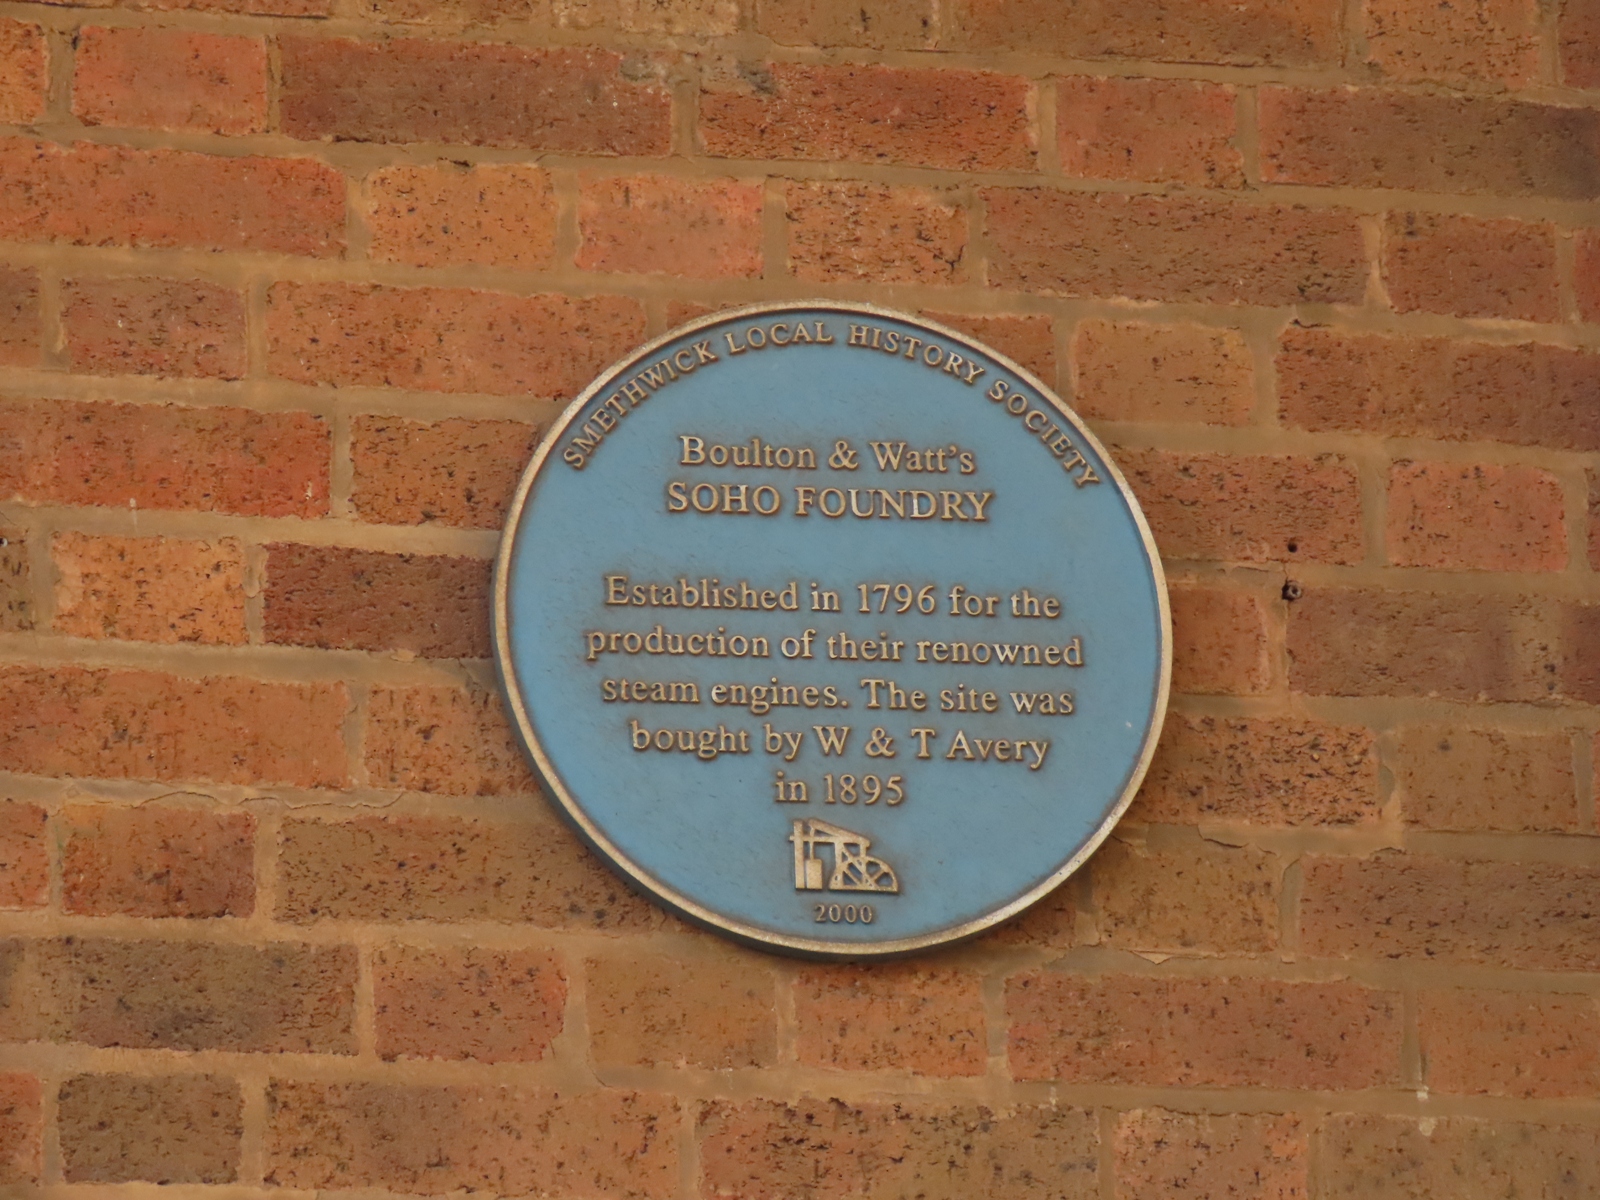 SMETHWICK LOCAL HISTORY SOCIETY
Boulton & Watt's
SOHO FOUNDRY
Established in 1796 for the
production of their renowned
steam engines. The site was
bought by W & T Avery
in 1895
2000